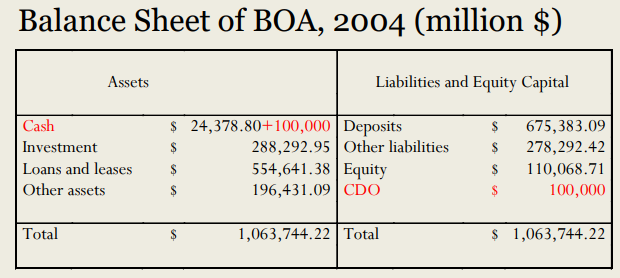 Balance Sheet of BOA, 2004 (million $)
Assets Liabilities and Equity Capital
Cash $ 24,378.80+100,000 Deposits $ 675,383.09
Investment $ 288,292.95 Other liabilities $ 278,292.42
Loans and leases $ 554,641.38 Equity $ 110,068.71
Other assets $ 196,431.09 CDO $ 100,000
Total $ 1,063,744.22 Total $ 1,063,744.22